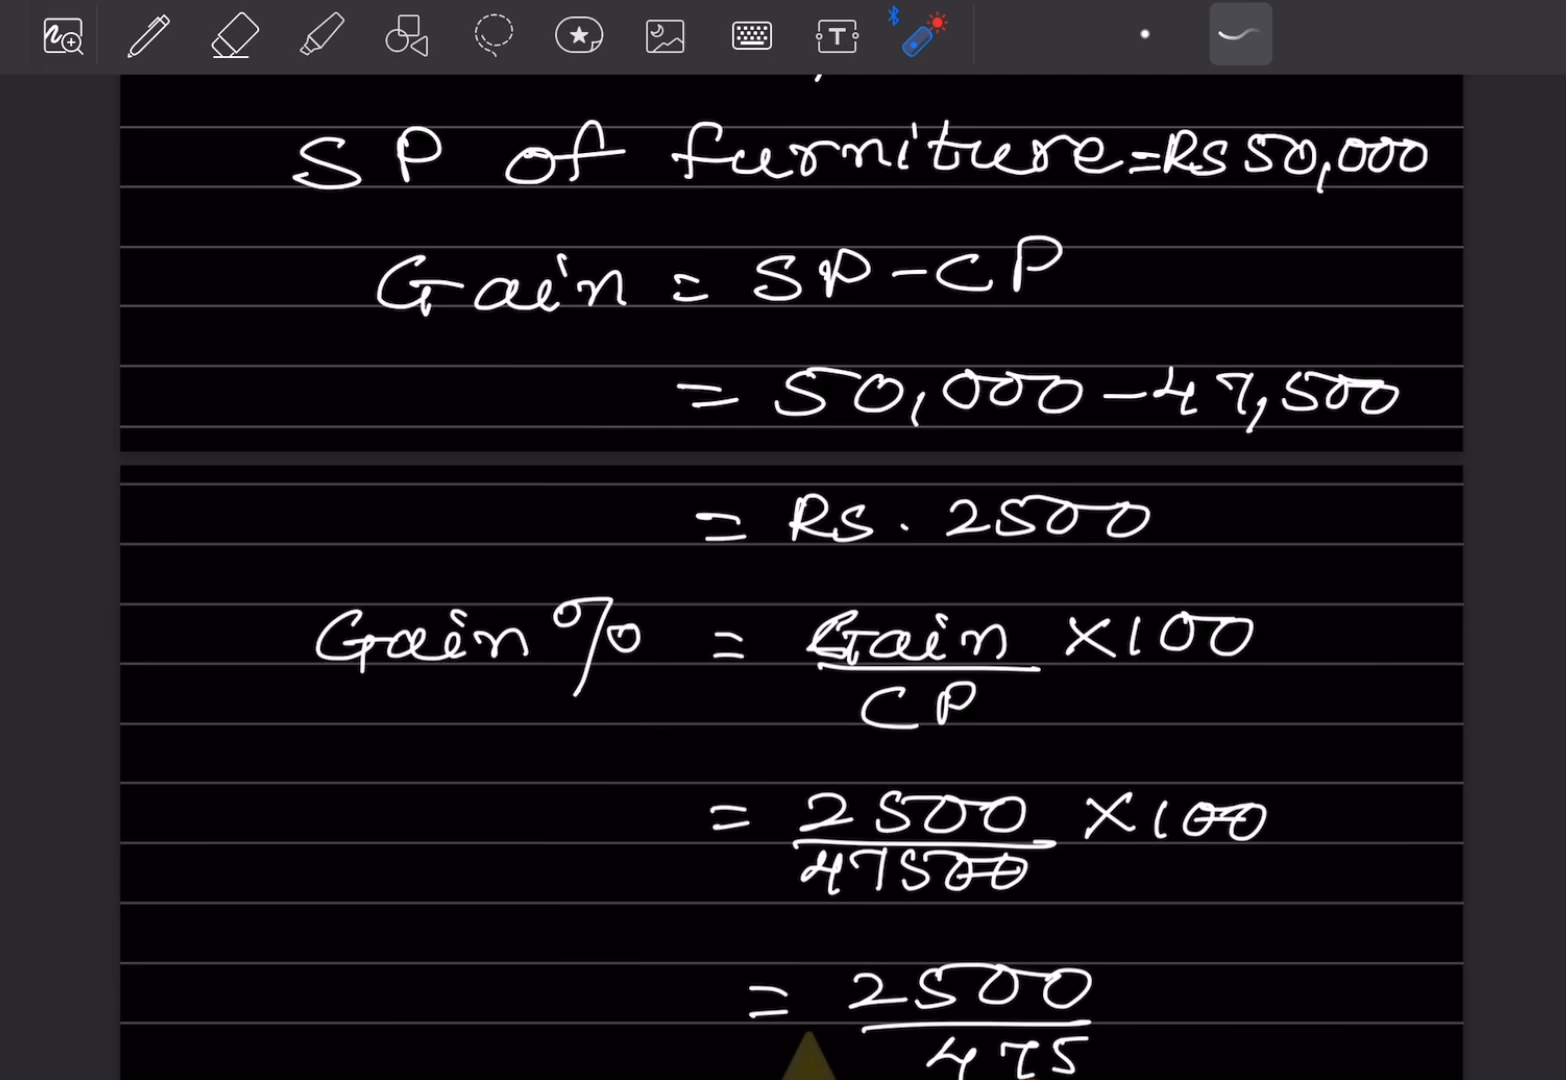 SP of furniture=Rs 50,000
Gain = SP-CP
= 50,000-47,500
= Rs. 2500
Gain % = Gain ×100
CP
= 2500 ×100
47500
= 2500
475